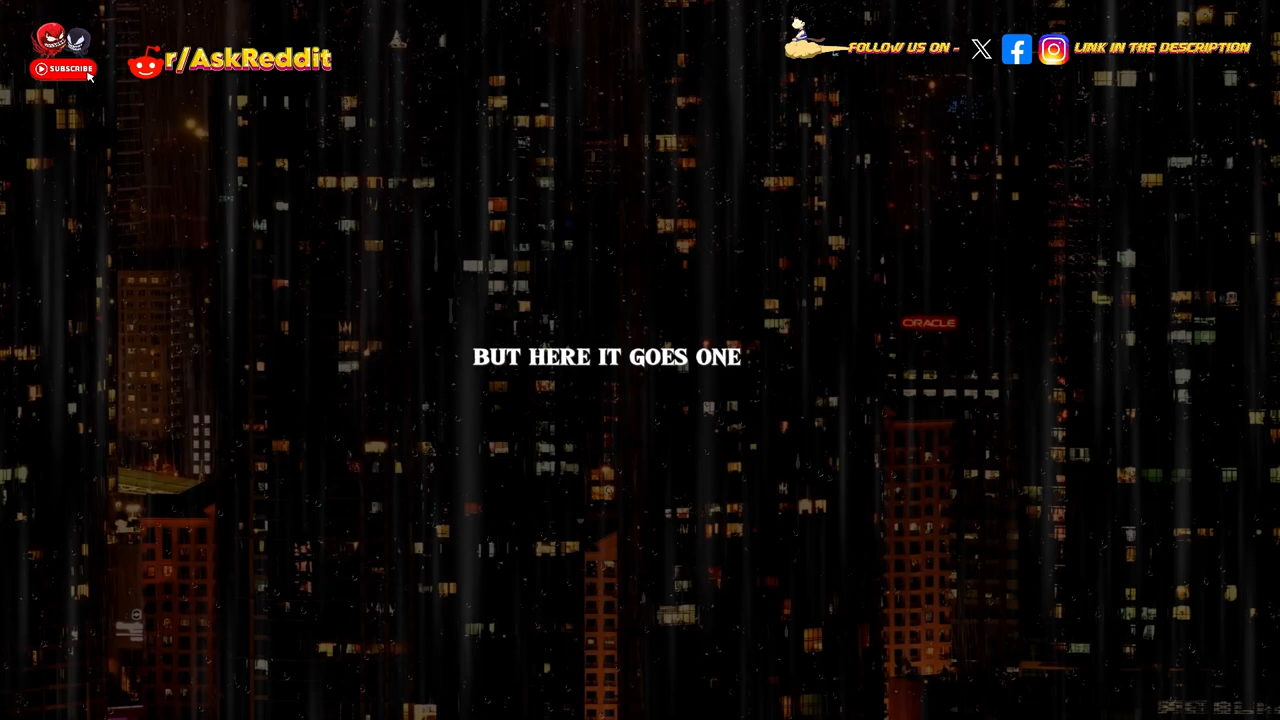 SUBSCRIBE
r/AskReddit
FOLLOW US ON -
LINK IN THE DESCRIPTION
ORACLE
BUT HERE IT GOES ONE